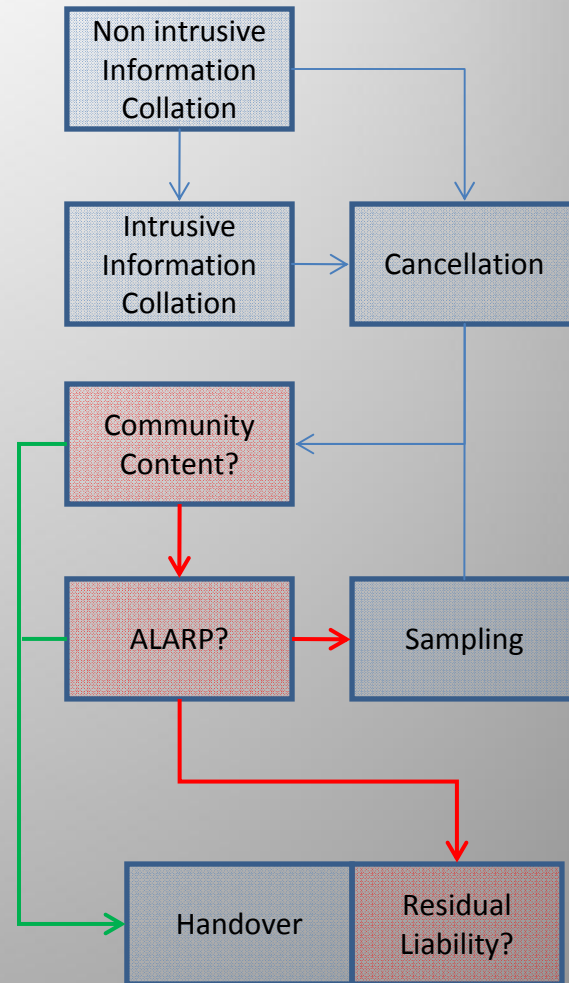 Non intrusive
Information
Collation
Intrusive
Information
Collation
Cancellation
Community
Content?
ALARP?
Sampling
Handover
Residual
Liability?